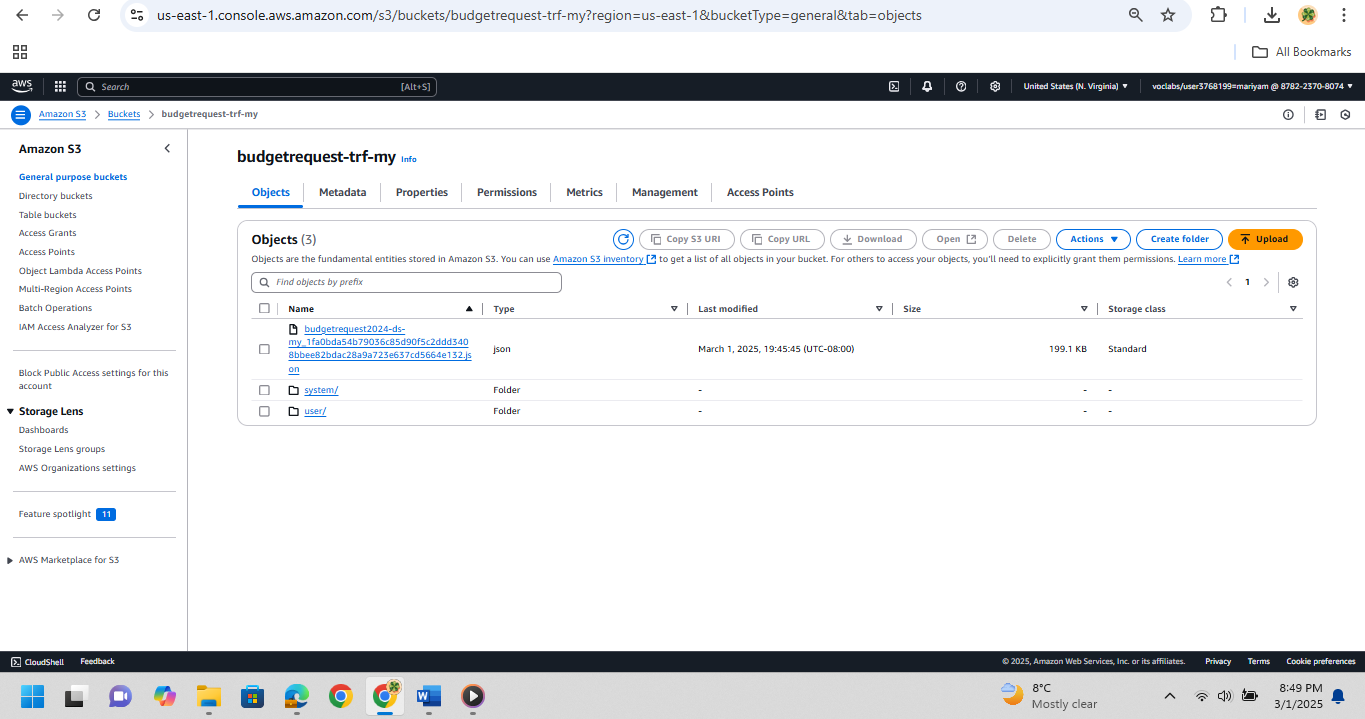 us-east-1.console.aws.amazon.com/s3/buckets/budgetrequest-trf-my?region=us-east-1&bucketType=general&tab=objects
All Bookmarks
aws
Search
[Alt+S]
United States (N. Virginia)
voclabs/user3768199=mariyam @ 8782-2370-8074
Amazon S3
Buckets
budgetrequest-trf-my
Amazon S3
General purpose buckets
Directory buckets
Table buckets
Access Grants
Access Points
Object Lambda Access Points
Multi-Region Access Points
Batch Operations
IAM Access Analyzer for S3
Block Public Access settings for this
account
Storage Lens
Dashboards
Storage Lens groups
AWS Organizations settings
Feature spotlight 11
AWS Marketplace for S3
budgetrequest-trf-my Info
Objects Metadata Properties Permissions Metrics Management Access Points
Objects (3)
Copy S3 URI Copy URL Download Open Delete Actions Create folder Upload
Objects are the fundamental entities stored in Amazon S3. You can use Amazon S3 inventory to get a list of all objects in your bucket. For others to access your objects, you'll need to explicitly grant them permissions. Learn more
Find objects by prefix
1
Name Type Last modified Size Storage class
budgetrequest2024-ds-
my_1fa0bda54b79036c85d90f5c2ddd340
8bbee82bdac28a9a723e637cd5664e132.js
on
json March 1, 2025, 19:45:45 (UTC-08:00) 199.1 KB Standard
system/ Folder - - -
user/ Folder - - -
CloudShell Feedback
© 2025, Amazon Web Services, Inc. or its affiliates. Privacy Terms Cookie preferences
8°C
Mostly clear
8:49 PM
3/1/2025